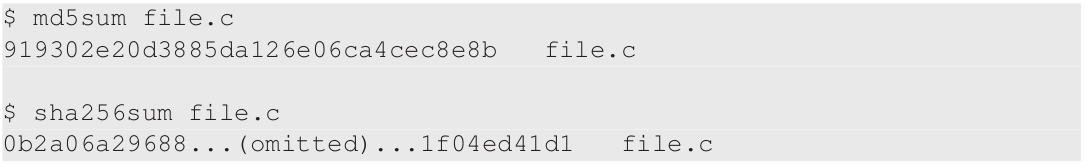 $ md5sum file.c
919302e20d3885da126e06ca4cec8e8b   file.c
$ sha256sum file.c
0b2a06a29688...(omitted)...1f04ed41d1   file.c